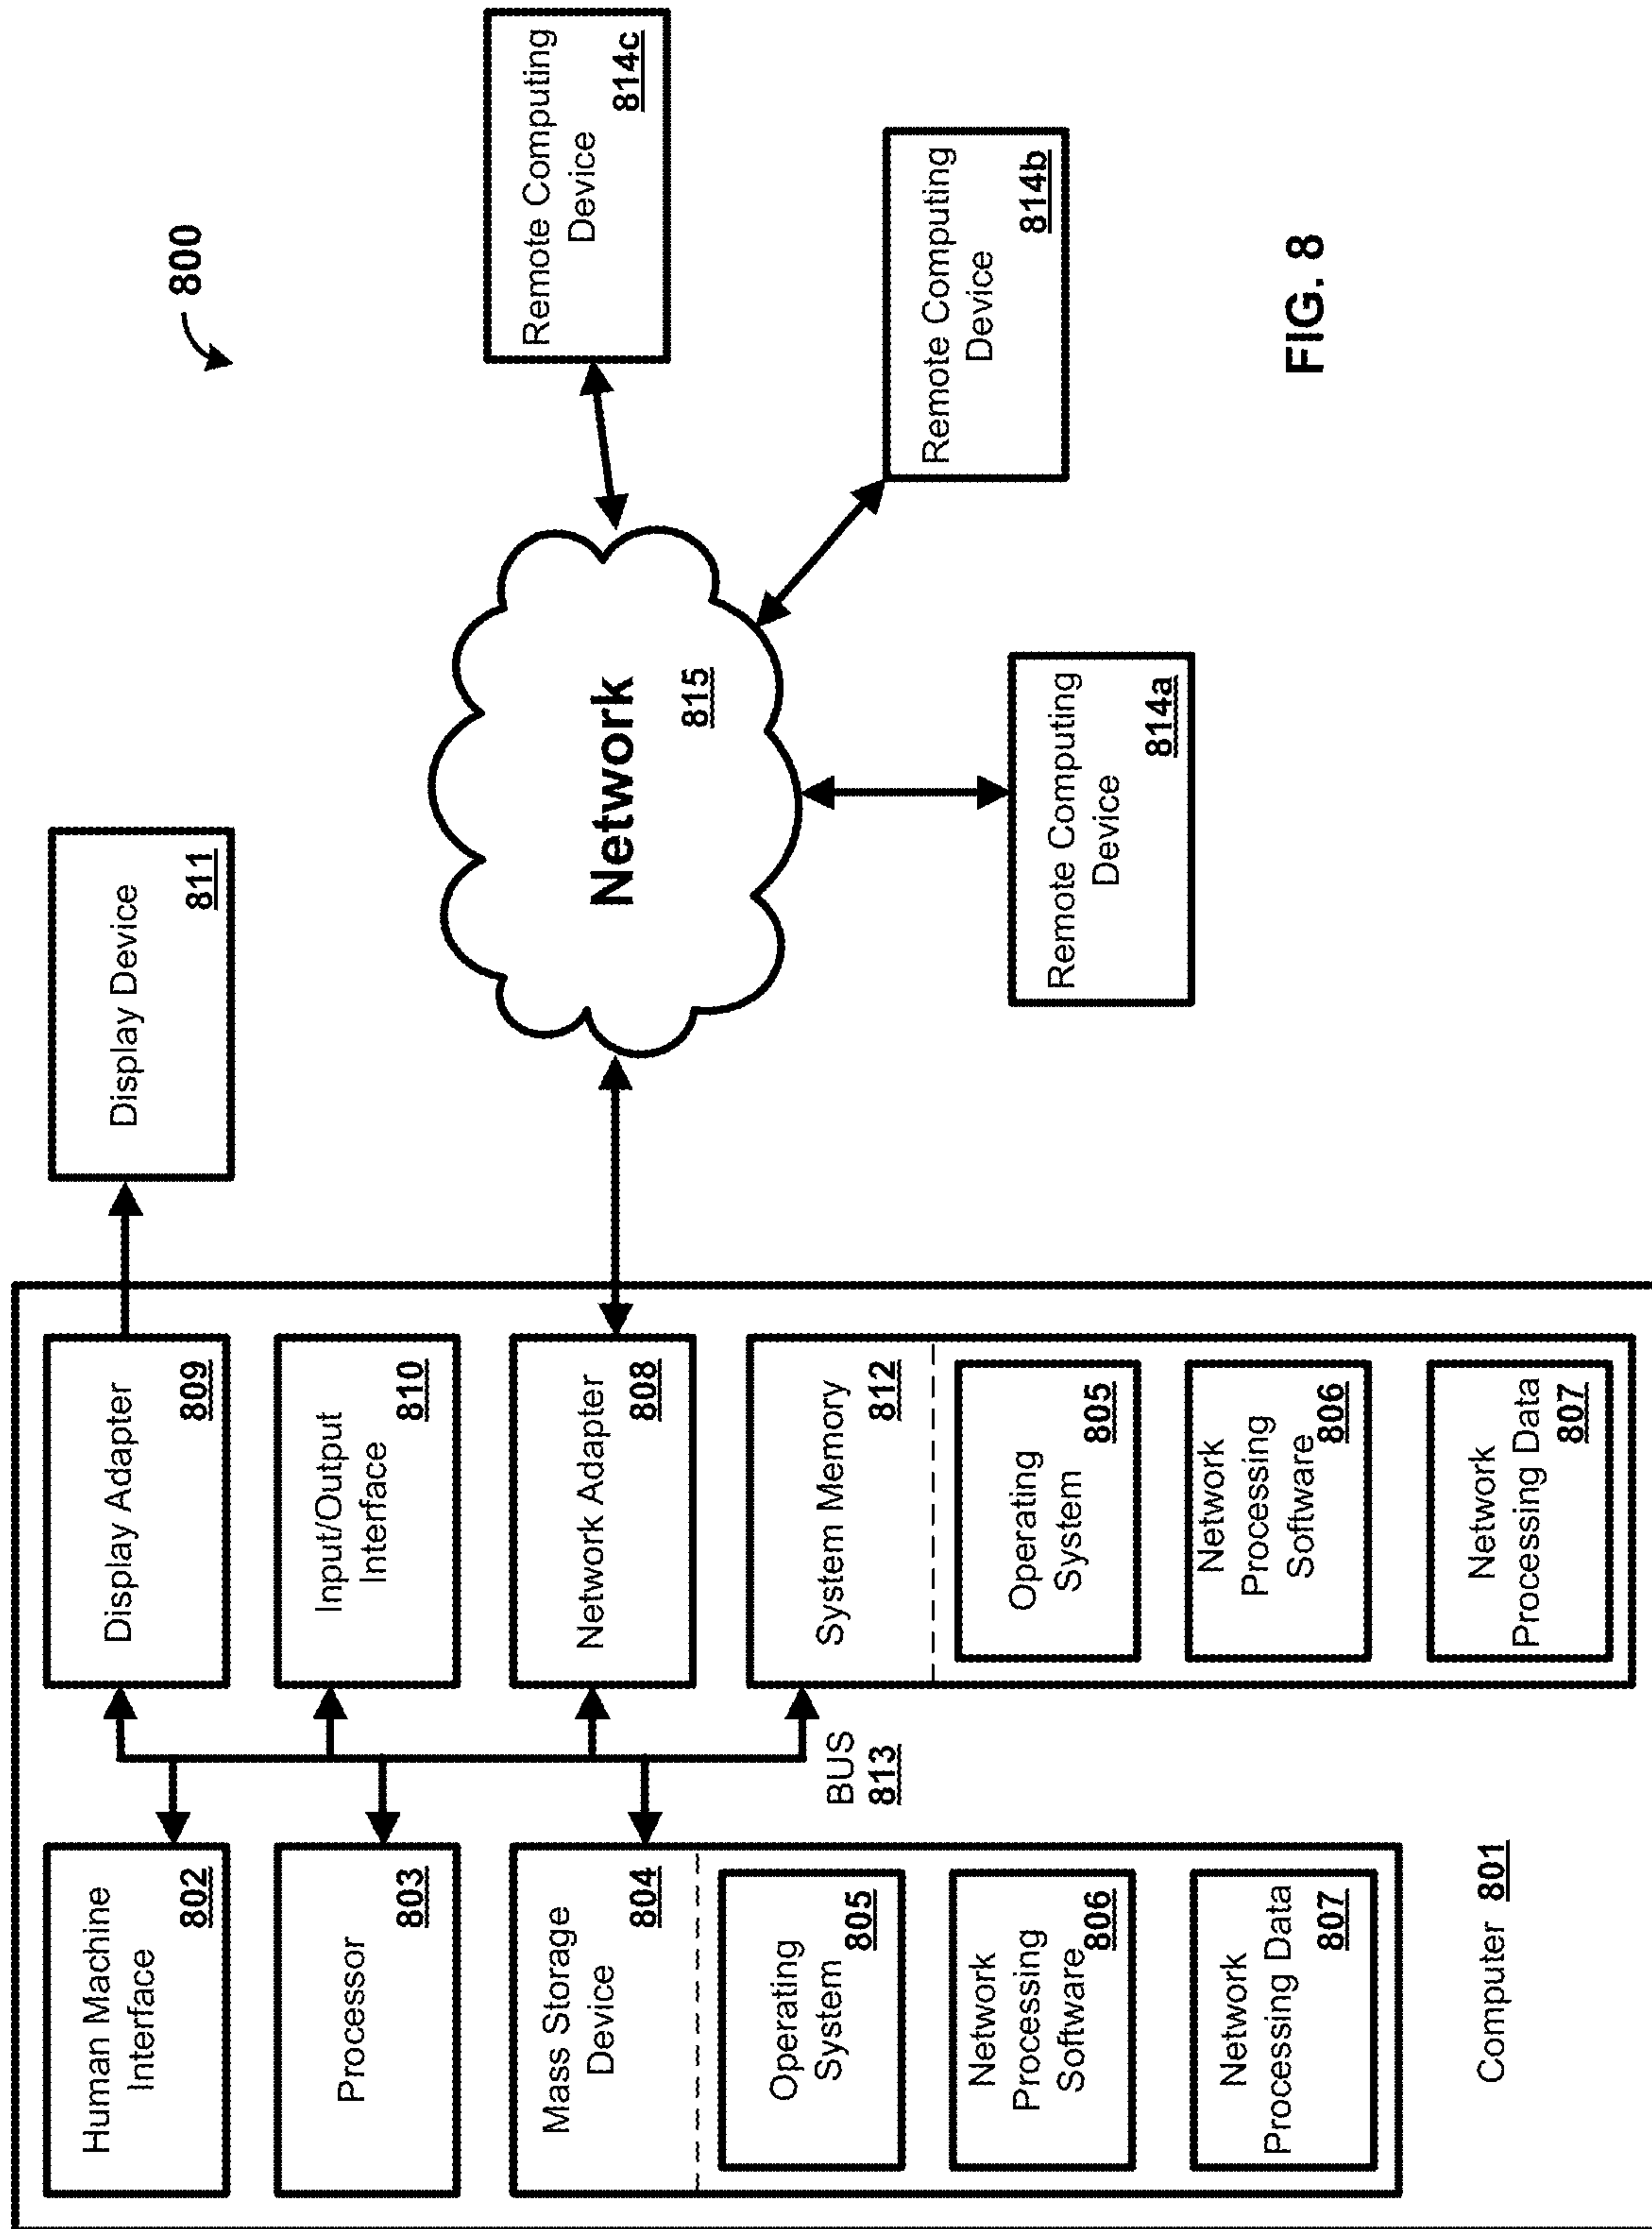 800
Human Machine
Interface
802
Processor
803
Mass Storage
Device
804
Operating
System
805
Network
Processing
Software
806
Network
Processing Data
807
Computer 801
BUS
813
Display Adapter
809
Input/Output
Interface
810
Network Adapter
808
System Memory
812
Operating
System
805
Network
Processing
Software
806
Network
Processing Data
807
Display Device
811
Network
815
Remote Computing
Device
814a
Remote Computing
Device
814b
Remote Computing
Device
814c
FIG. 8